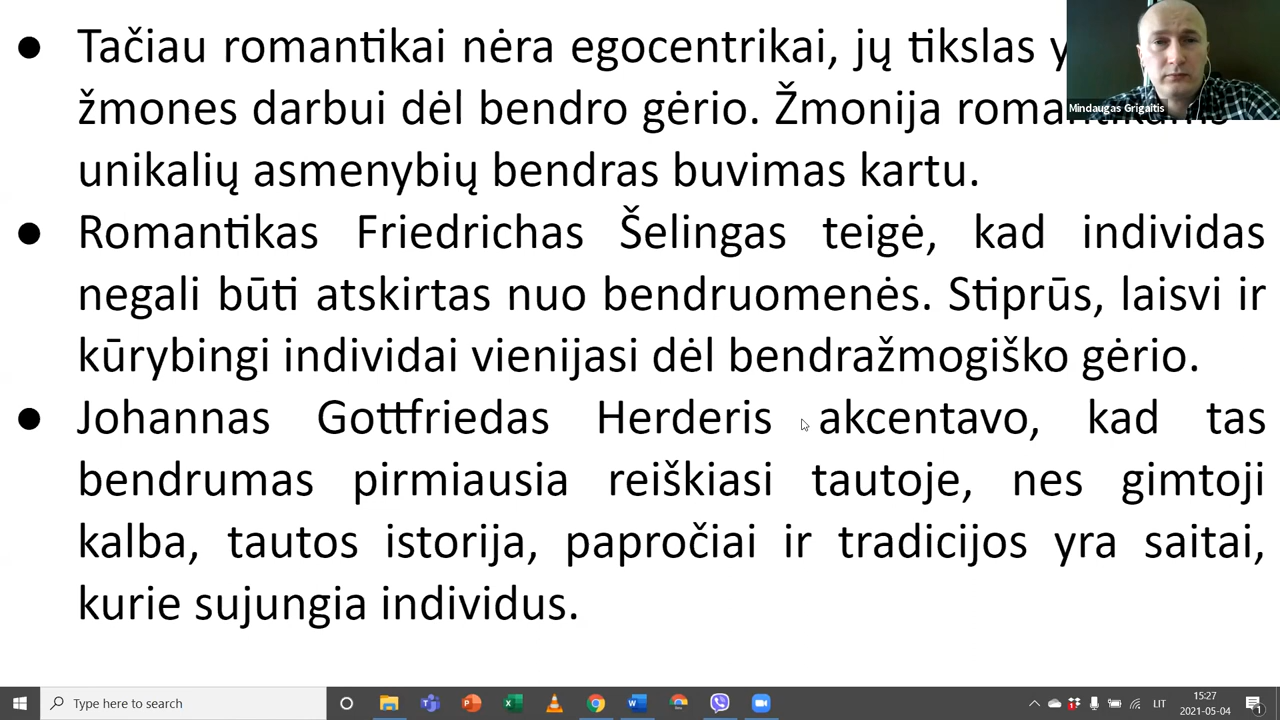 ● Tačiau romantikai nėra egocentrikai, jų tikslas
žmones darbui dėl bendro gėrio. Žmonija
unikalių asmenybių bendras buvimas kartu.
● Romantikas Friedrichas Šelingas teigė, kad individas
negali būti atskirtas nuo bendruomenės. Stiprūs, laisvi ir
kūrybingi individai vienijasi dėl bendražmogiško gėrio.
● Johannas Gottfriedas Herderis akcentavo, kad tas
bendrumas pirmiausia reiškiasi tautoje, nes gimtoji
kalba, tautos istorija, papročiai ir tradicijos yra saitai,
kurie sujungia individus.
Mindaugas Grigaitis
Type here to search
LIT
15:27
2021-05-04
1